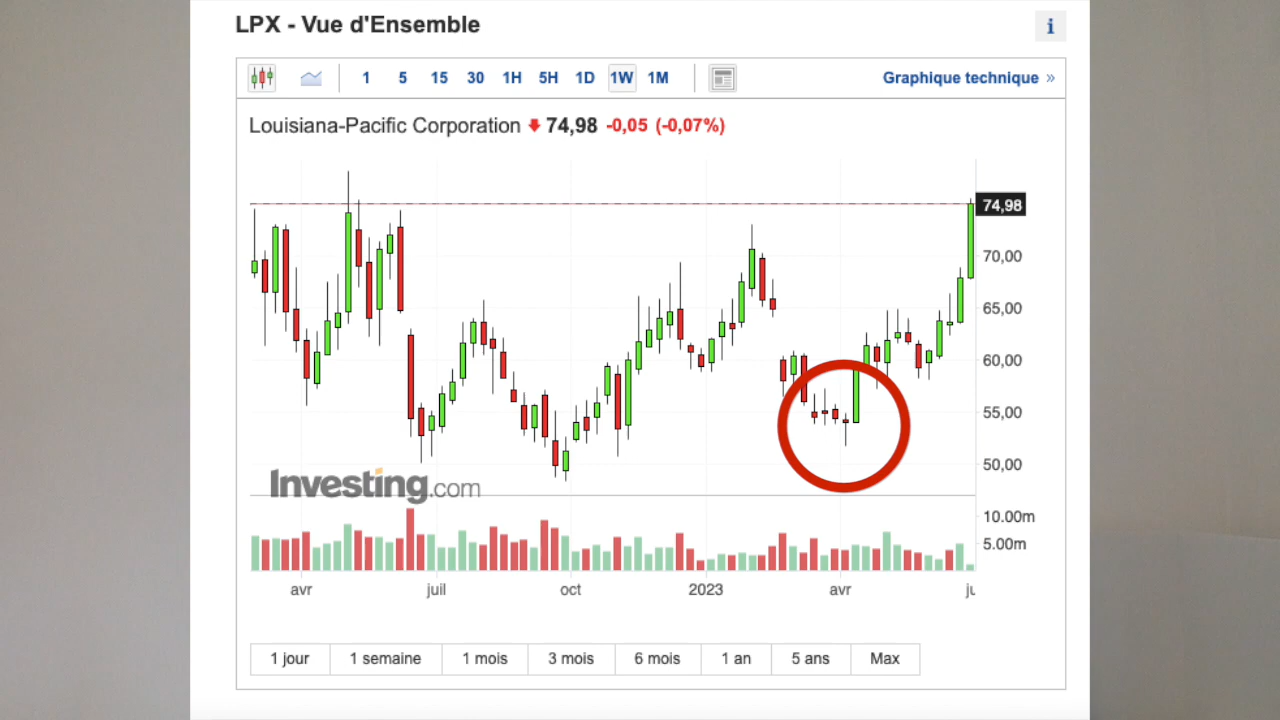 LPX - Vue d'Ensemble
i
1 5 15 30 1H 5H 1D 1W 1M
Graphique technique »
Louisiana-Pacific Corporation 74,98 -0,05 (-0,07%)
74,98
70,00
65,00
60,00
55,00
50,00
Investing.com
10.00m
5.00m
avr juil oct 2023 avr ju
1 jour 1 semaine 1 mois 3 mois 6 mois 1 an 5 ans Max